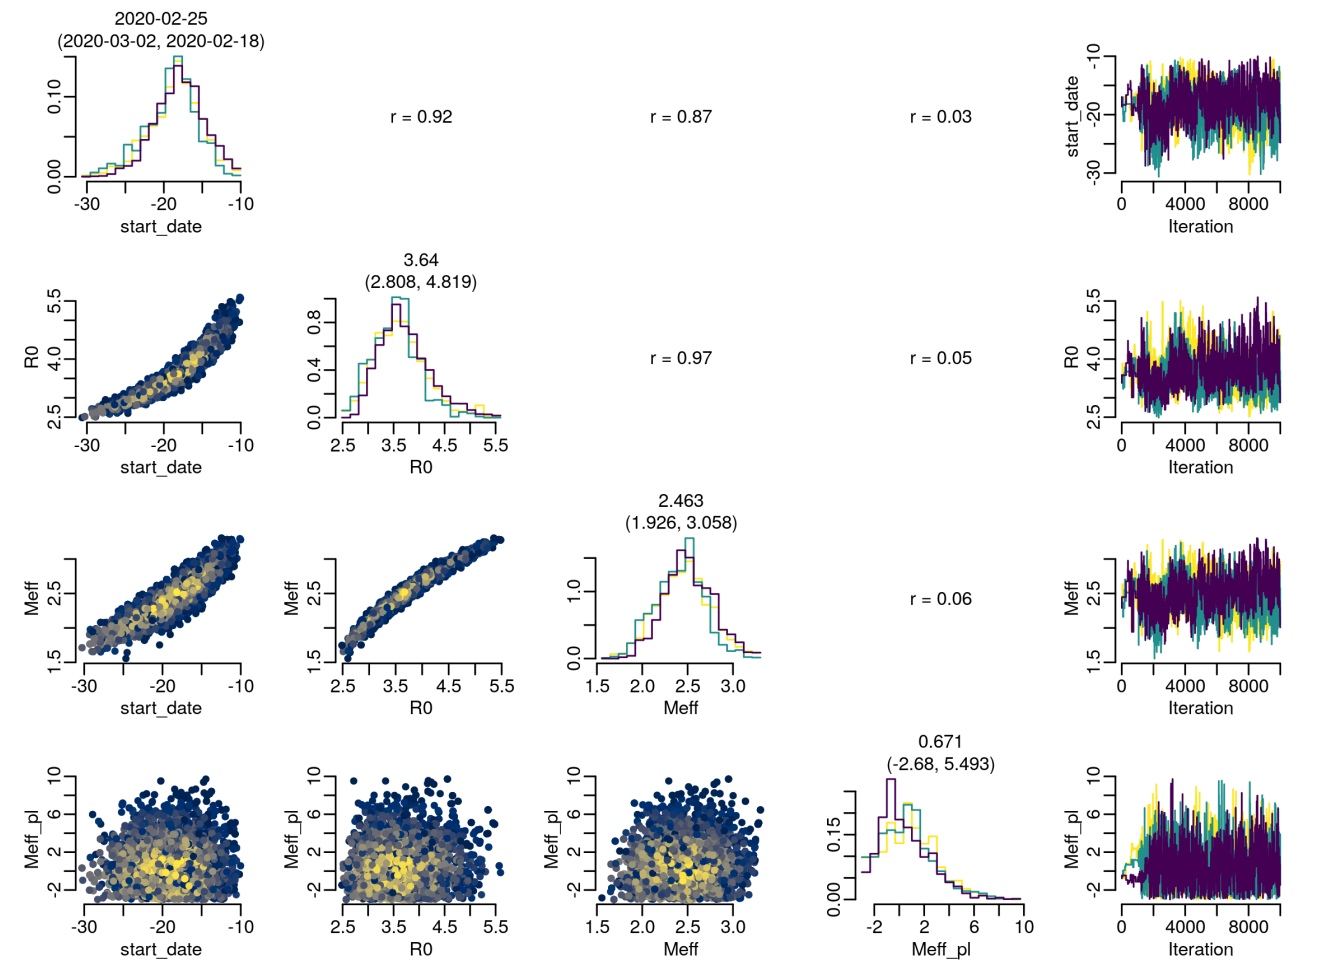 2020-02-25
(2020-03-02, 2020-02-18)
0.10
0.00
-30 -20 -10
start_date
r = 0.92
r = 0.87
r = 0.03
-10
-20
-30
start_date
0 4000 8000
Iteration
5.5
4.0
2.5
R0
-30 -20 -10
start_date
3.64
(2.808, 4.819)
0.8
0.4
0.0
2.5 3.5 4.5 5.5
R0
r = 0.97
r = 0.05
5.5
4.0
2.5
R0
0 4000 8000
Iteration
2.5
1.5
Meff
-30 -20 -10
start_date
2.5
1.5
Meff
2.5 3.5 4.5 5.5
R0
2.463
(1.926, 3.058)
1.0
0.0
1.5 2.0 2.5 3.0
Meff
r = 0.06
2.5
1.5
Meff
0 4000 8000
Iteration
10
6
2
-2
Meff_pl
-30 -20 -10
start_date
10
6
2
-2
Meff_pl
2.5 3.5 4.5 5.5
R0
10
6
2
-2
Meff_pl
1.5 2.0 2.5 3.0
Meff
0.671
(-2.68, 5.493)
0.15
0.00
-2 2 6 10
Meff_pl
10
6
2
-2
Meff_pl
0 4000 8000
Iteration